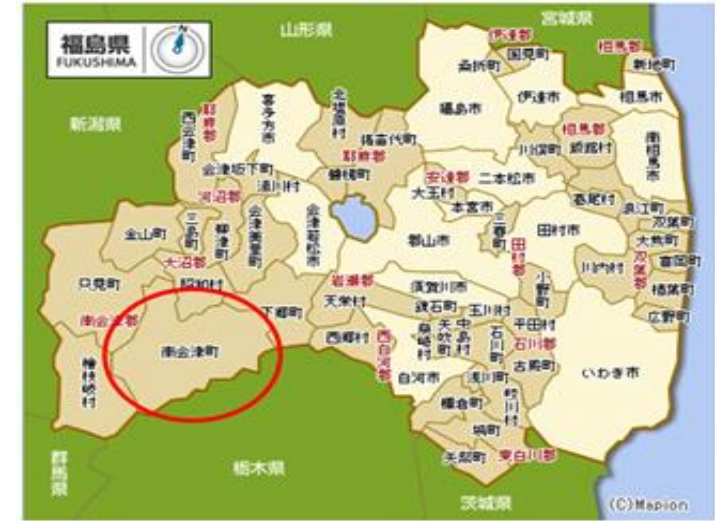 福島県
FUKUSHIMA
N
山形県
宮城県
新潟県
伊達郡
国見町
桑折町
相馬郡
新地町
福島市
伊達市
相馬市
喜多方市
北塩原村
耶麻郡
西会津町
猪苗代町
耶麻郡
磐梯町
会津坂下町
湯川村
河沼郡
川俣町
相馬郡
飯舘村
南相馬市
安達郡
大玉村
二本松市
本宮市
葛尾村
浪江町
双葉町
大熊町
富岡町
双葉郡
楢葉町
広野町
川内村
金山町
三島町
柳津町
会津美里町
会津若松市
郡山市
三春町
田村市
田村郡
小野町
只見町
大沼郡
昭和村
下郷町
岩瀬郡
天栄村
須賀川市
鏡石町
玉川村
平田村
南会津郡
南会津町
檜枝岐村
西郷村
西白河郡
泉崎村
矢吹町
中島村
石川町
石川郡
古殿町
白河市
浅川町
いわき市
棚倉町
塙町
鮫川村
矢祭町
東白川郡
群馬県
栃木県
茨城県
(C)Mapion